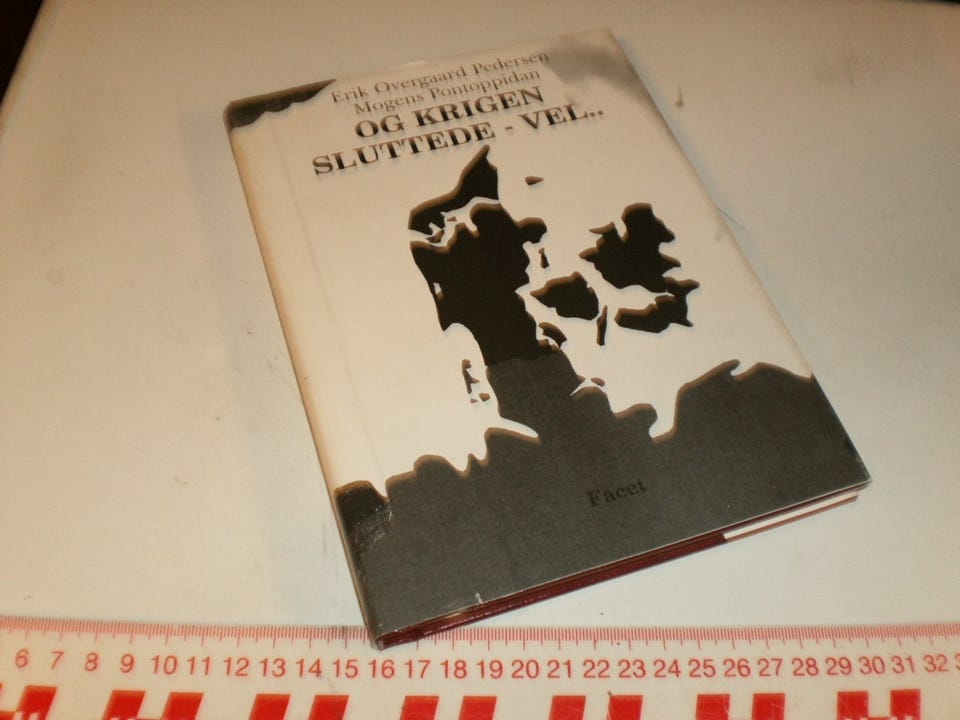 Erik Overgaard Pedersen
Mogens Pontoppidan
OG KRIGEN
SLUTTEDE - VEL..
Facet
6 7 8 9 10 11 12 13 14 15 16 17 18 19 20 21 22 23 24 25 26 27 28 29 30 31 32